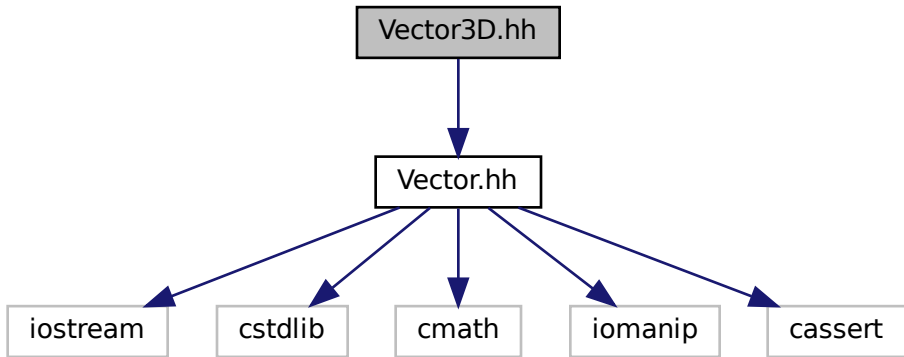 Vector3D.hh
Vector.hh
iostream
cstdlib
cmath
iomanip
cassert